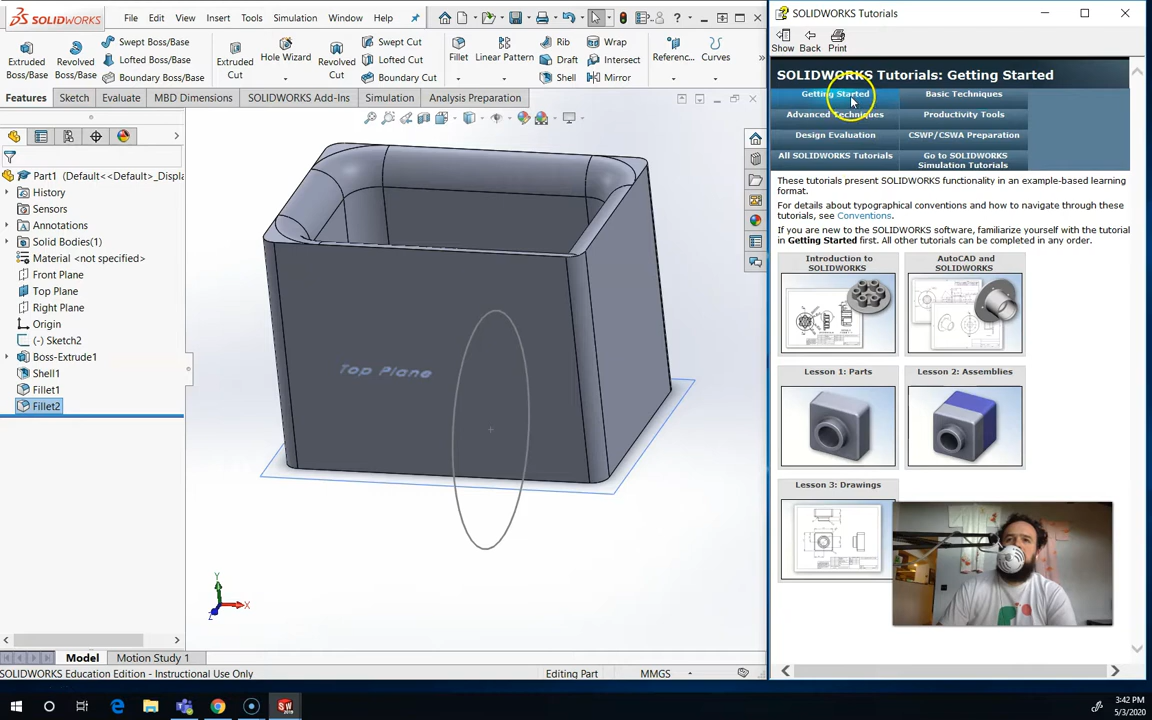 SOLIDWORKS
File Edit View Insert Tools Simulation Window Help
SOLIDWORKS Tutorials
Extruded Boss/Base
Revolved Boss/Base
Swept Boss/Base
Lofted Boss/Base
Boundary Boss/Base
Extruded Cut
Hole Wizard
Revolved Cut
Swept Cut
Lofted Cut
Boundary Cut
Fillet
Linear Pattern
Rib
Draft
Shell
Wrap
Intersect
Mirror
Referenc...
Curves
Features Sketch Evaluate MBD Dimensions SOLIDWORKS Add-Ins Simulation Analysis Preparation
Part1 (Default<<Default>_Displa
History
Sensors
Annotations
Solid Bodies(1)
Material <not specified>
Front Plane
Top Plane
Right Plane
Origin
(-) Sketch2
Boss-Extrude1
Shell1
Fillet1
Fillet2
Top Plane
Y
X
Z
Model Motion Study 1
SOLIDWORKS Education Edition - Instructional Use Only
Editing Part
MMGS
Show Back Print
SOLIDWORKS Tutorials: Getting Started
Getting Started Basic Techniques
Advanced Techniques Productivity Tools
Design Evaluation CSWP/CSWA Preparation
All SOLIDWORKS Tutorials Go to SOLIDWORKS
Simulation Tutorials
These tutorials present SOLIDWORKS functionality in an example-based learning
format.
For details about typographical conventions and how to navigate through these
tutorials, see Conventions.
If you are new to the SOLIDWORKS software, familiarize yourself with the tutorial
in Getting Started first. All other tutorials can be completed in any order.
Introduction to
SOLIDWORKS
AutoCAD and
SOLIDWORKS
Lesson 1: Parts Lesson 2: Assemblies
Lesson 3: Drawings
3:42 PM
5/3/2020